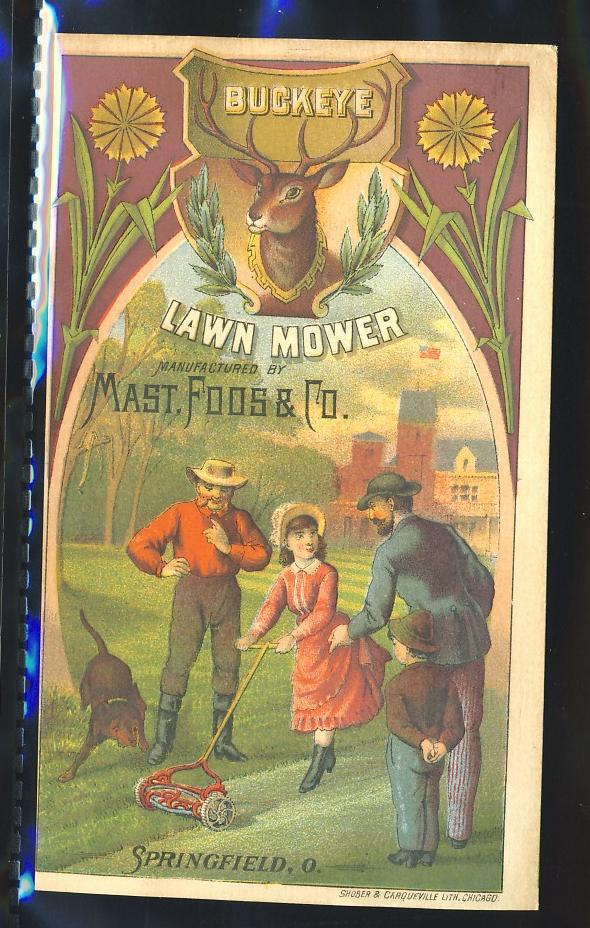 BUCKEYE
LAWN MOWER
MANUFACTURED BY
MAST, FOOS & CO.
SPRINGFIELD, O.
SHOBER & CARQUEVILLE LITH. CHICAGO.